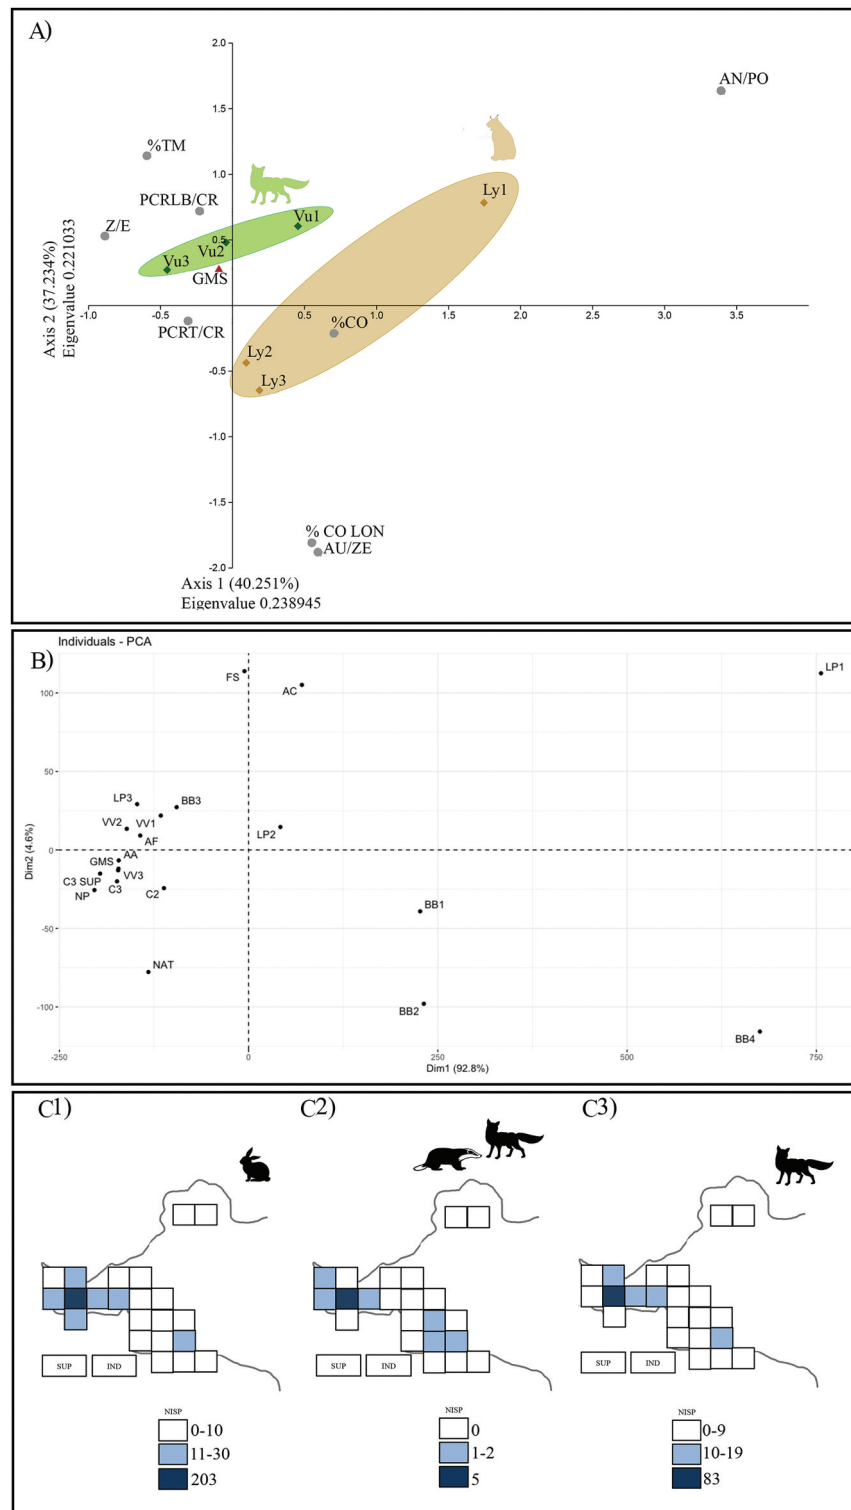 A)
2.0
AN/PO
1.5
%TM
1.0
PCRLB/CR
Ly1
Z/E
Vu1
0.5
Vu2
Vu3
GMS
Axis 2 (37.234%)
Eigenvalue 0.221033
-1.0
-0.5
0.0
0.5
1.0
1.5
2.0
2.5
3.0
3.5
PCRT/CR
%CO
Ly2
-0.5
Ly3
-1.0
-1.5
% CO LON
AU/ZE
-2.0
Axis 1 (40.251%)
Eigenvalue 0.238945
B)
Individuals - PCA
FS
AC
LP1
100
50
LP3
BB3
VV2
VV1
LP2
AF
0
AA
GMS
C3 SUP
VV3
NP
C3
C2
BB1
-50
NAT
BB2
-100
BB4
Dim2 (4.6%)
-250
0
250
500
750
Dim1 (92.8%)
C1)
C2)
C3)
SUP
IND
SUP
IND
SUP
IND
NISP
0-10
11-30
203
NISP
0
1-2
5
NISP
0-9
10-19
83